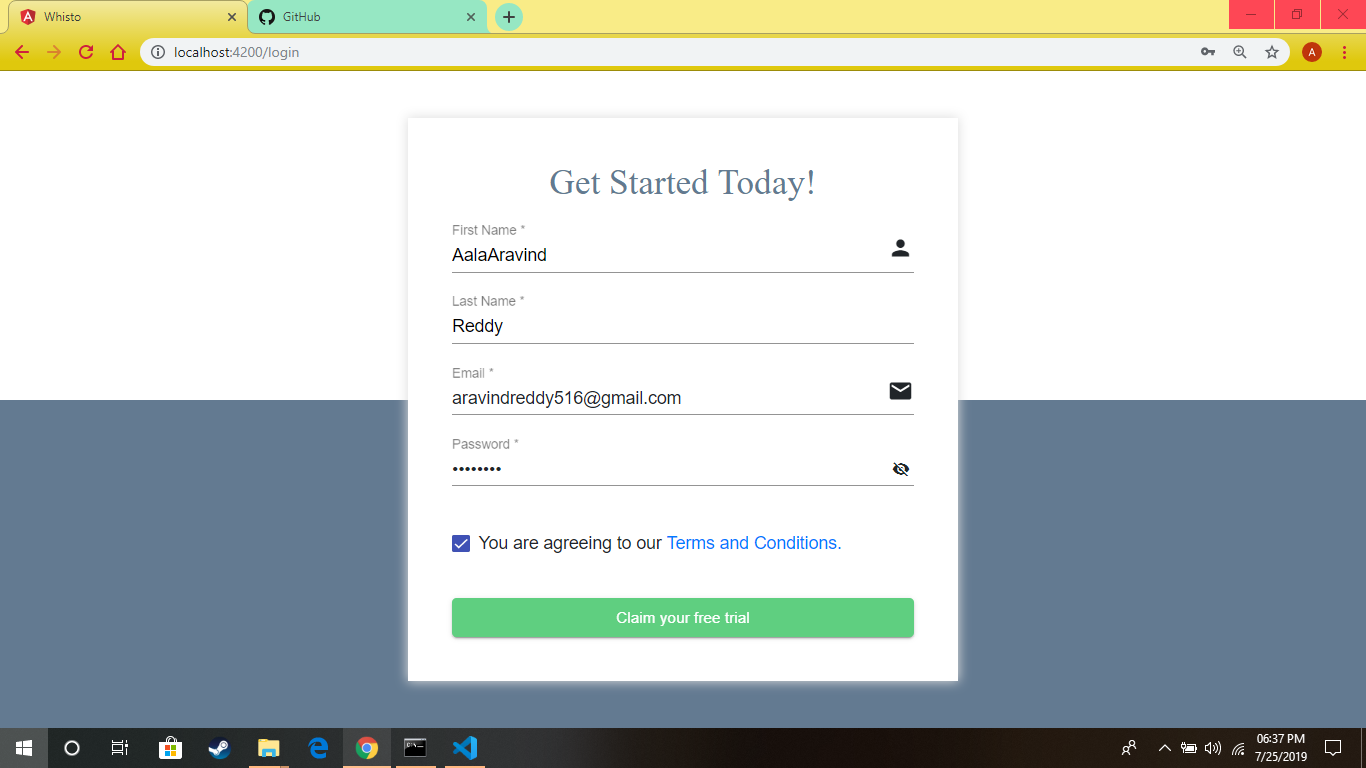 Whisto
GitHub
localhost:4200/login
A
Get Started Today!
First Name *
AalaAravind
Last Name *
Reddy
Email *
aravindreddy516@gmail.com
Password *
••••••••
You are agreeing to our Terms and Conditions.
Claim your free trial
06:37 PM
7/25/2019